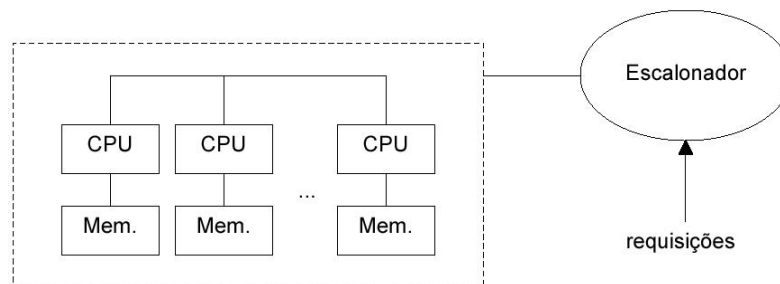 Escalonador
CPU CPU CPU
...
Mem. Mem. Mem.
requisições